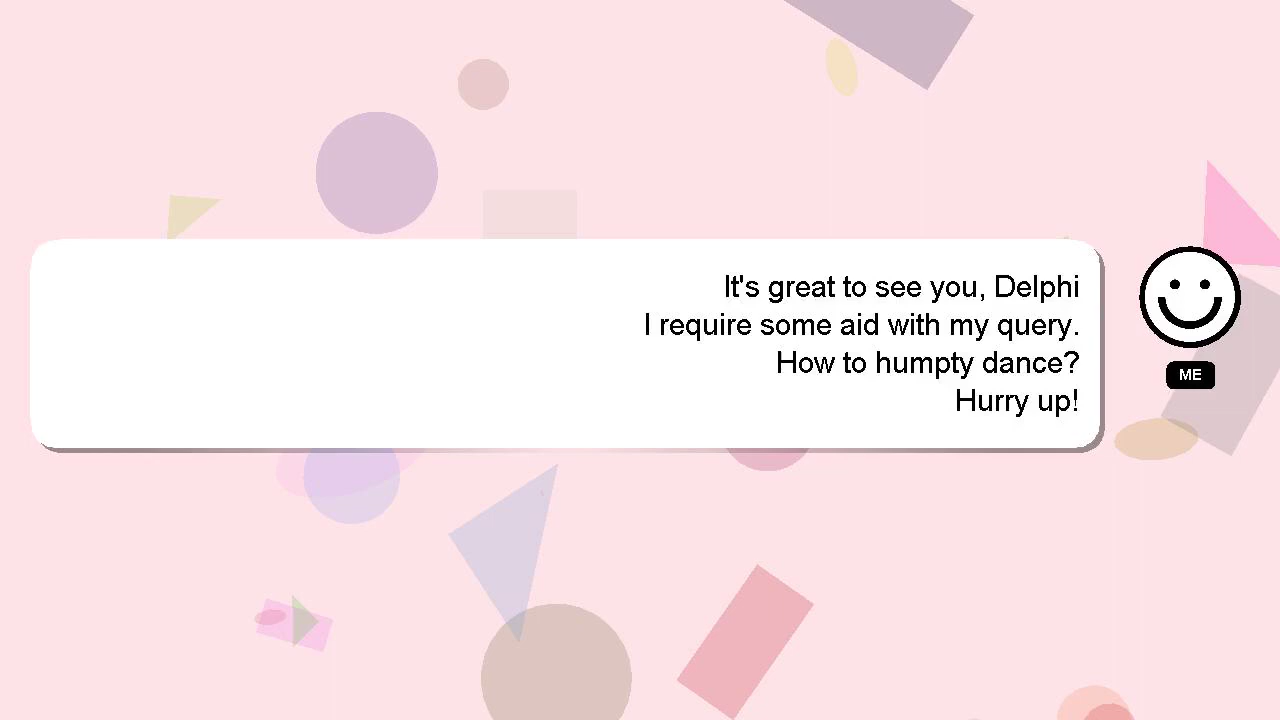 It's great to see you, Delphi
I require some aid with my query.
How to humpty dance?
Hurry up!
ME